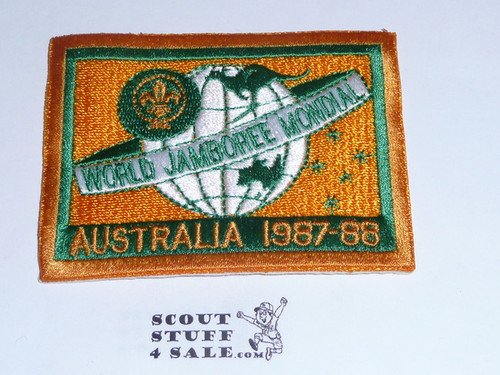 WORLD JAMBOREE MONDIAL
AUSTRALIA 1987-88
SCOUT
STUFF
4 SALE.com